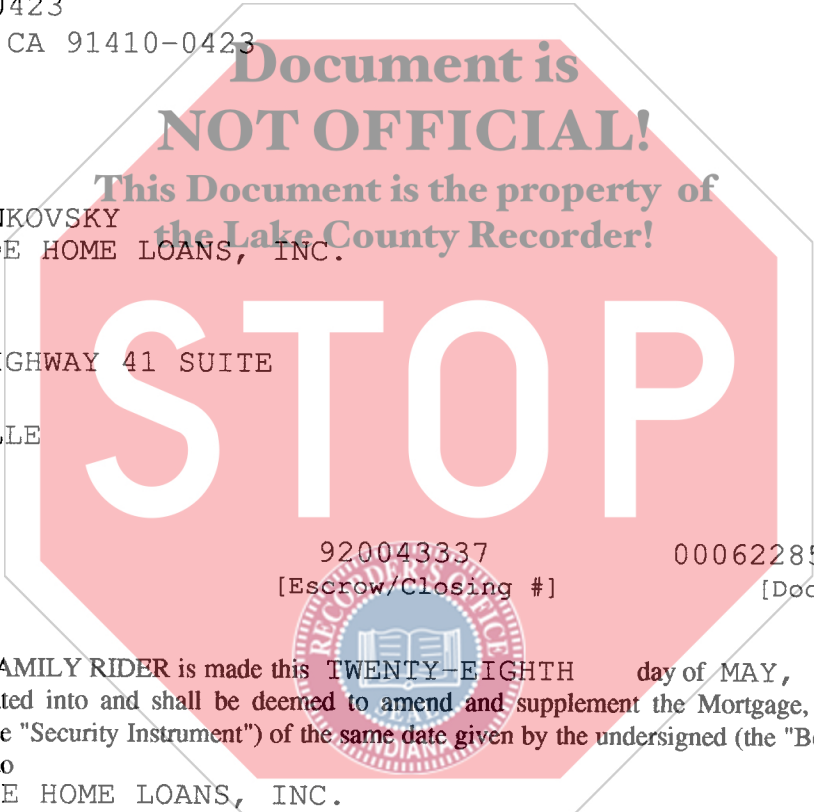 0423
CA 91410-0423
Document is
NOT OFFICIAL!
This Document is the property of
NKOVSKY
the Lake County Recorder!
E HOME LOANS, INC.
IGHWAY 41 SUITE
STOP
920043337 00062285
[Escrow/Closing #] [Doc
RECORDER'S OFFICE
SEAL
INDIANA
AMILY RIDER is made this TWENTY-EIGHTH day of MAY,
ted into and shall be deemed to amend and supplement the Mortgage,
e "Security Instrument") of the same date given by the undersigned (the "Bo
o
E HOME LOANS, INC.